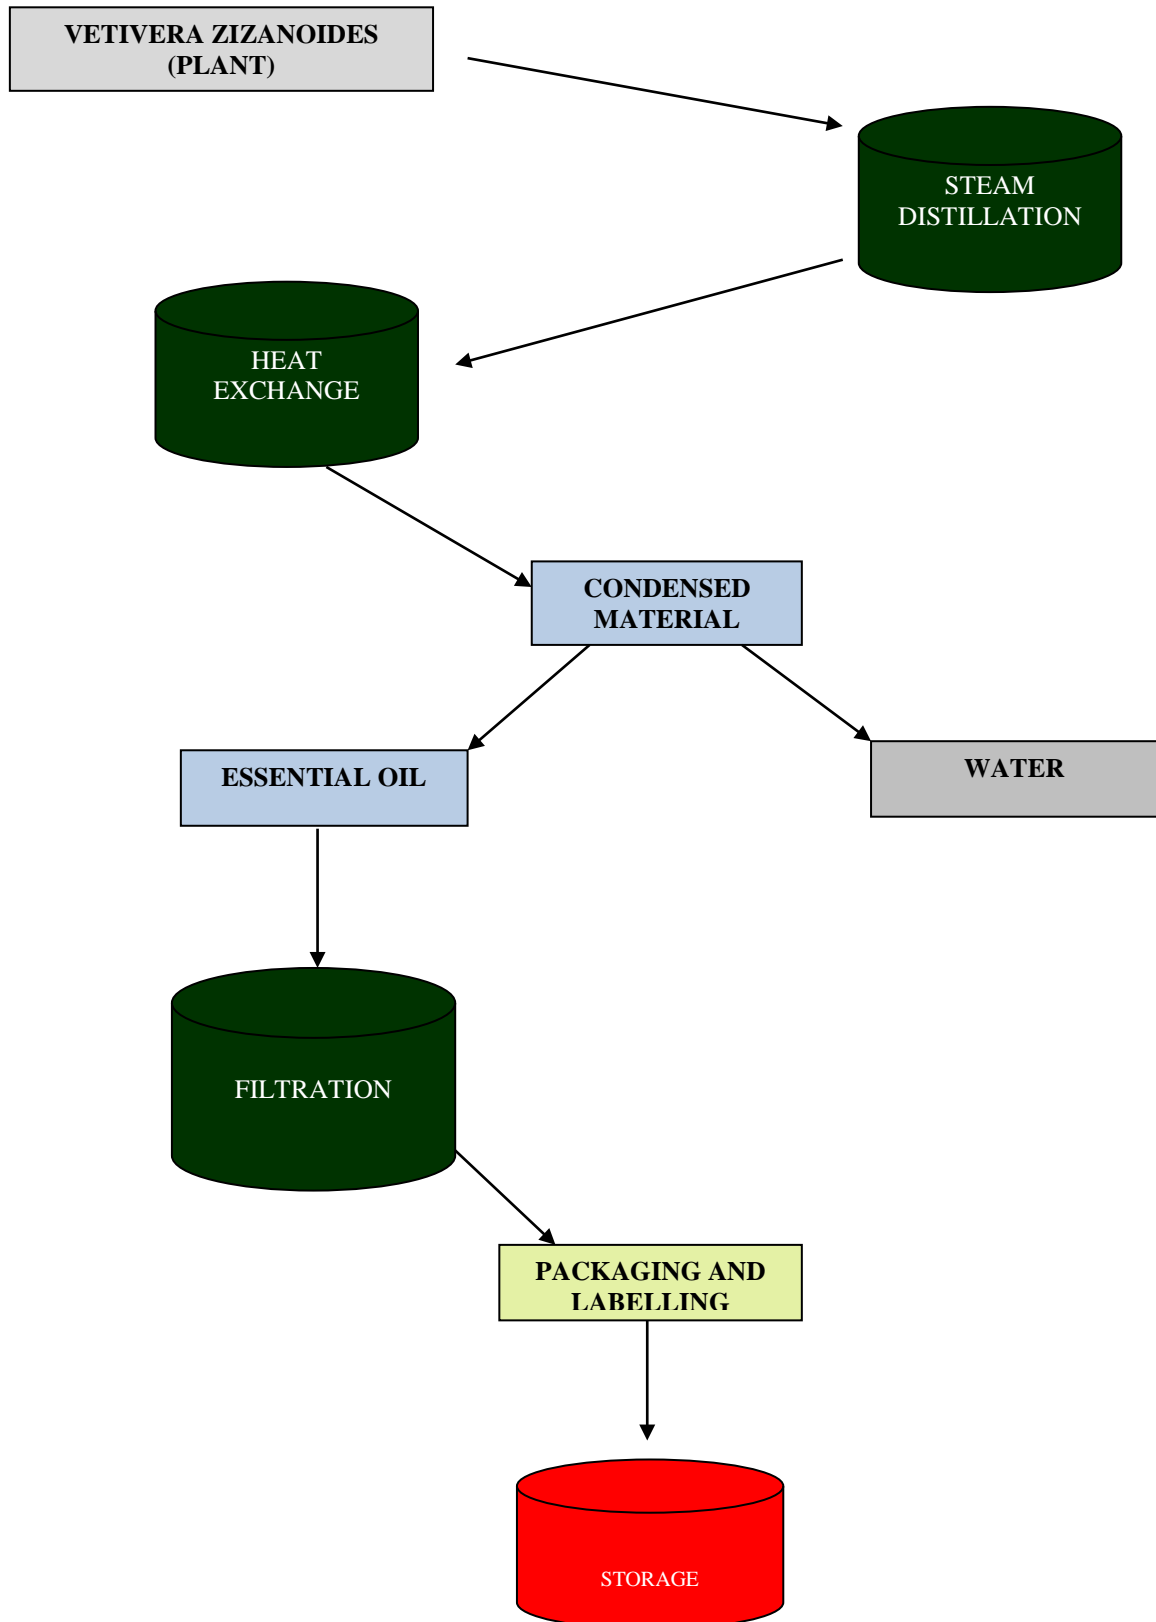 VETIVERA ZIZANOIDES
(PLANT)
STEAM
DISTILLATION
HEAT
EXCHANGE
CONDENSED
MATERIAL
ESSENTIAL OIL
WATER
FILTRATION
PACKAGING AND
LABELLING
STORAGE